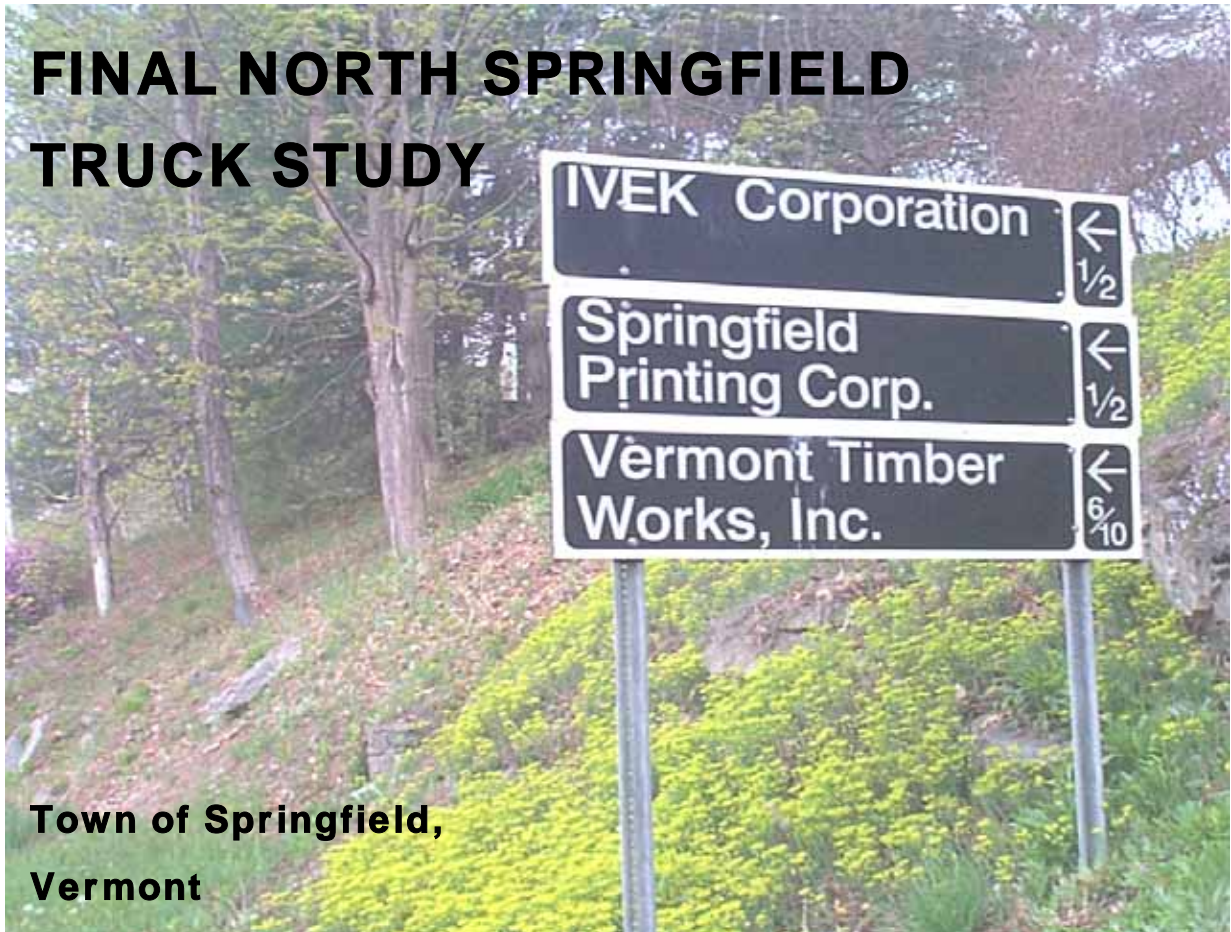 FINAL NORTH SPRINGFIELD
TRUCK STUDY
IVEK Corporation
← 1/2
Springfield
Printing Corp.
← 1/2
Vermont Timber
Works, Inc.
← 6/10
Town of Springfield,
Vermont